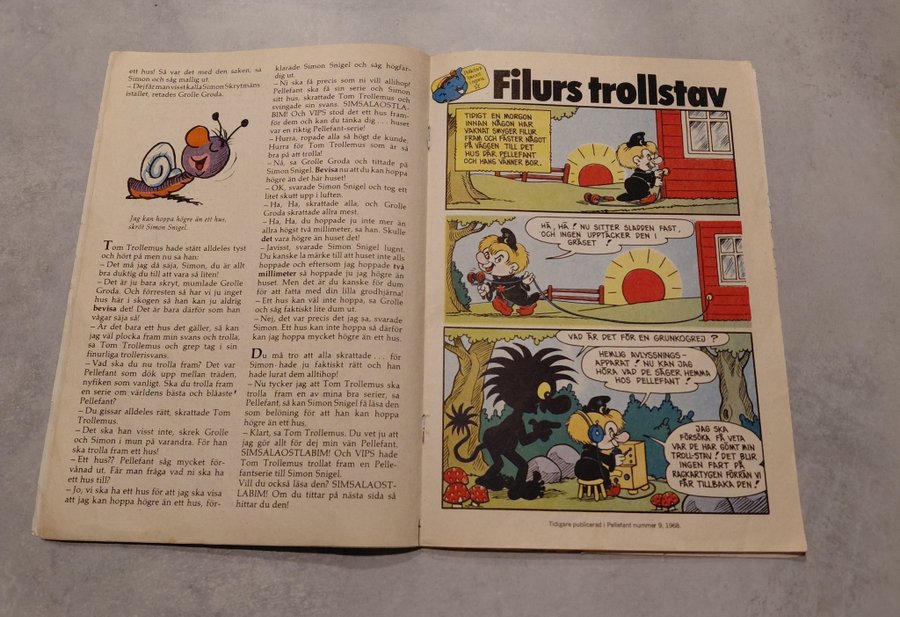 ett hus! Så var det med den saken, sa
Simon och såg mallig ut.
– Dej får man visst kalla Simon Skrytmåns
istället, retades Grolle Groda.
Jag kan hoppa högre än ett hus,
skröt Simon Snigel.
Tom Trollemus hade stått alldeles tyst
och hört på men nu sa han:
– Det må jag då säja, Simon, du är allt
bra duktig du till att vara så liten!
– Det är ju bara skryt, mumlade Grolle
Groda. Och förresten så har vi ju inget
hus här i skogen så han kan ju aldrig
bevisa det! Det är bara därför som han
vågar säja så!
– Är det bara ett hus det gäller, så kan
jag väl plocka fram min svans och trolla,
sa Tom Trollemus och grep tag i sin
finurliga trollerisvans.
– Vad ska du nu trolla fram? Det var
Pellefant som dök upp mellan träden,
nyfiken som vanligt. Ska du trolla fram
en serie om världens bästa och blåaste
Pellefant?
– Du gissar alldeles rätt, skrattade Tom
Trollemus.
– Det ska han visst inte, skrek Grolle
och Simon i mun på varandra. För han
ska trolla fram ett hus!
– Ett hus?? Pellefant såg mycket för-
vånad ut. Får man fråga vad ni ska ha
ett hus till?
– Jo, vi ska ha ett hus för att jag ska visa
att jag kan hoppa högre än ett hus, för-
klarade Simon Snigel och såg högfär-
dig ut.
– Ni ska få precis som ni vill allihop!
Pellefant ska få sin serie och Simon
sitt hus, skrattade Tom Trollemus och
svingade sin svans. SIMSALAOSTLA-
BIM! Och VIPS stod det ett hus fram-
för dem och kan du tänka dig . . . huset
var en riktig Pellefant-serie!
– Hurra, ropade alla så högt de kunde.
Hurra för Tom Trollemus som är så
bra på att trolla!
– Nå, sa Grolle Groda och tittade på
Simon Snigel. Bevisa nu att du kan hoppa
högre än det här huset!
– OK, svarade Simon Snigel och tog ett
litet skutt upp i luften.
– Ha, Ha, skrattade alla, och Grolle
Groda skrattade allra mest.
– Ha, Ha, du hoppade ju inte mer än
allra högst två millimeter, sa han. Skulle
det vara högre än huset det!
– Javisst, svarade Simon Snigel lugnt.
Du kanske la märke till att huset inte alls
hoppade och eftersom jag hoppade två
millimeter så hoppade ju jag högre än
huset. Men det är du kanske för dum
för att fatta med din lilla grodhjärna!
– Ett hus kan väl inte hoppa, sa Grolle
och såg faktiskt lite dum ut.
– Nej, det var precis det jag sa, svarade
Simon. Ett hus kan inte hoppa så därför
kan jag hoppa mycket högre än ett hus.
Du må tro att alla skrattade . . . för
Simon hade ju faktiskt rätt och han
hade lurat dem allihop!
– Nu tycker jag att Tom Trollemus ska
trolla fram en av mina bra serier, sa
Pellefant, så kan Simon Snigel få läsa den
som belöning för att han kan hoppa
högre än ett hus.
– Klart, sa Tom Trollemus. Du vet ju att
jag gör allt för dej min vän Pellefant.
SIMSALAOSTLABIM! Och VIPS hade
Tom Trollemus trollat fram en Pelle-
fantserie till Simon Snigel.
Vill du också läsa den? SIMSALAOST-
LABIM! Om du tittar på nästa sida så
hittar du den!
Filurs trollstav
TIDIGT EN MORGON
INNAN NÅGON HAR
VAKNAT SMYGER FILUR
FRAM OCH FÄSTER NÅGOT
PÅ VÄGGEN TILL DET
HUS DÄR PELLEFANT
OCH HANS VÄNNER BOR.
HÄ, HÄ! NU SITTER SLADDEN FAST,
OCH INGEN UPPTÄCKER DEN I
GRÄSET!
VAD ÄR DET FÖR EN GRUNKOGREJ?
HEMLIG AVLYSSNINGS-
APPARAT! NU KAN JAG
HÖRA VAD DE SÄGER HEMMA
HOS PELLEFANT!
JAG SKA
FÖRSÖKA FÅ VETA
VAR DE HAR GÖMT MIN
TROLL-STAV! DET BLIR
INGEN FART PÅ
RACKARTYGEN FÖRRÄN VI
FÅR TILLBAKA DEN!
Tidigare publicerad i Pellefant nummer 9, 1968.